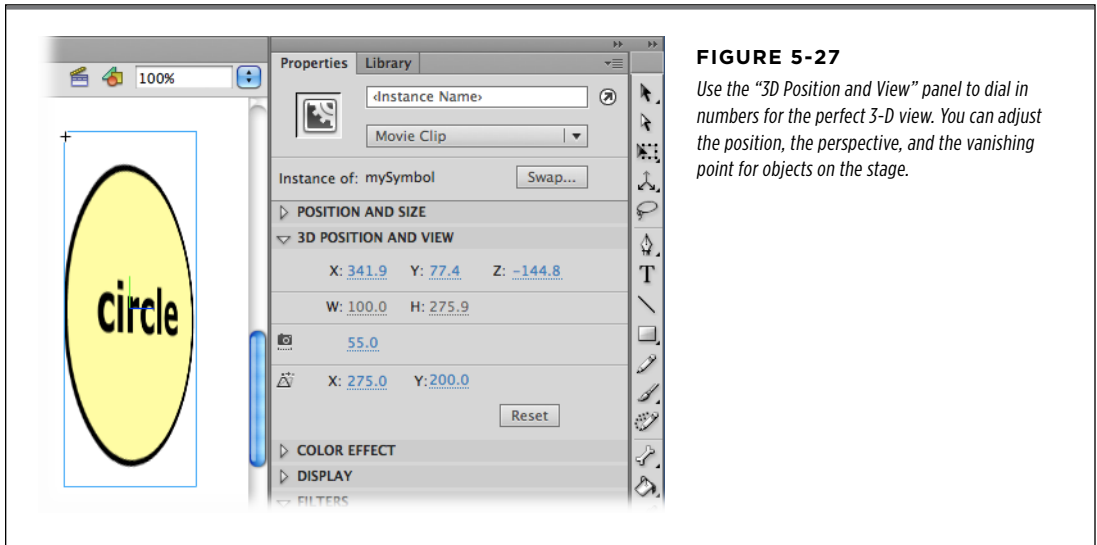 100%
circle
Properties Library
‹Instance Name›
Movie Clip
Instance of: mySymbol Swap...
POSITION AND SIZE
3D POSITION AND VIEW
X: 341.9 Y: 77.4 Z: -144.8
W: 100.0 H: 275.9
55.0
X: 275.0 Y: 200.0
Reset
COLOR EFFECT
DISPLAY
FILTERS
T
FIGURE 5-27
Use the “3D Position and View” panel to dial in
numbers for the perfect 3-D view. You can adjust
the position, the perspective, and the vanishing
point for objects on the stage.